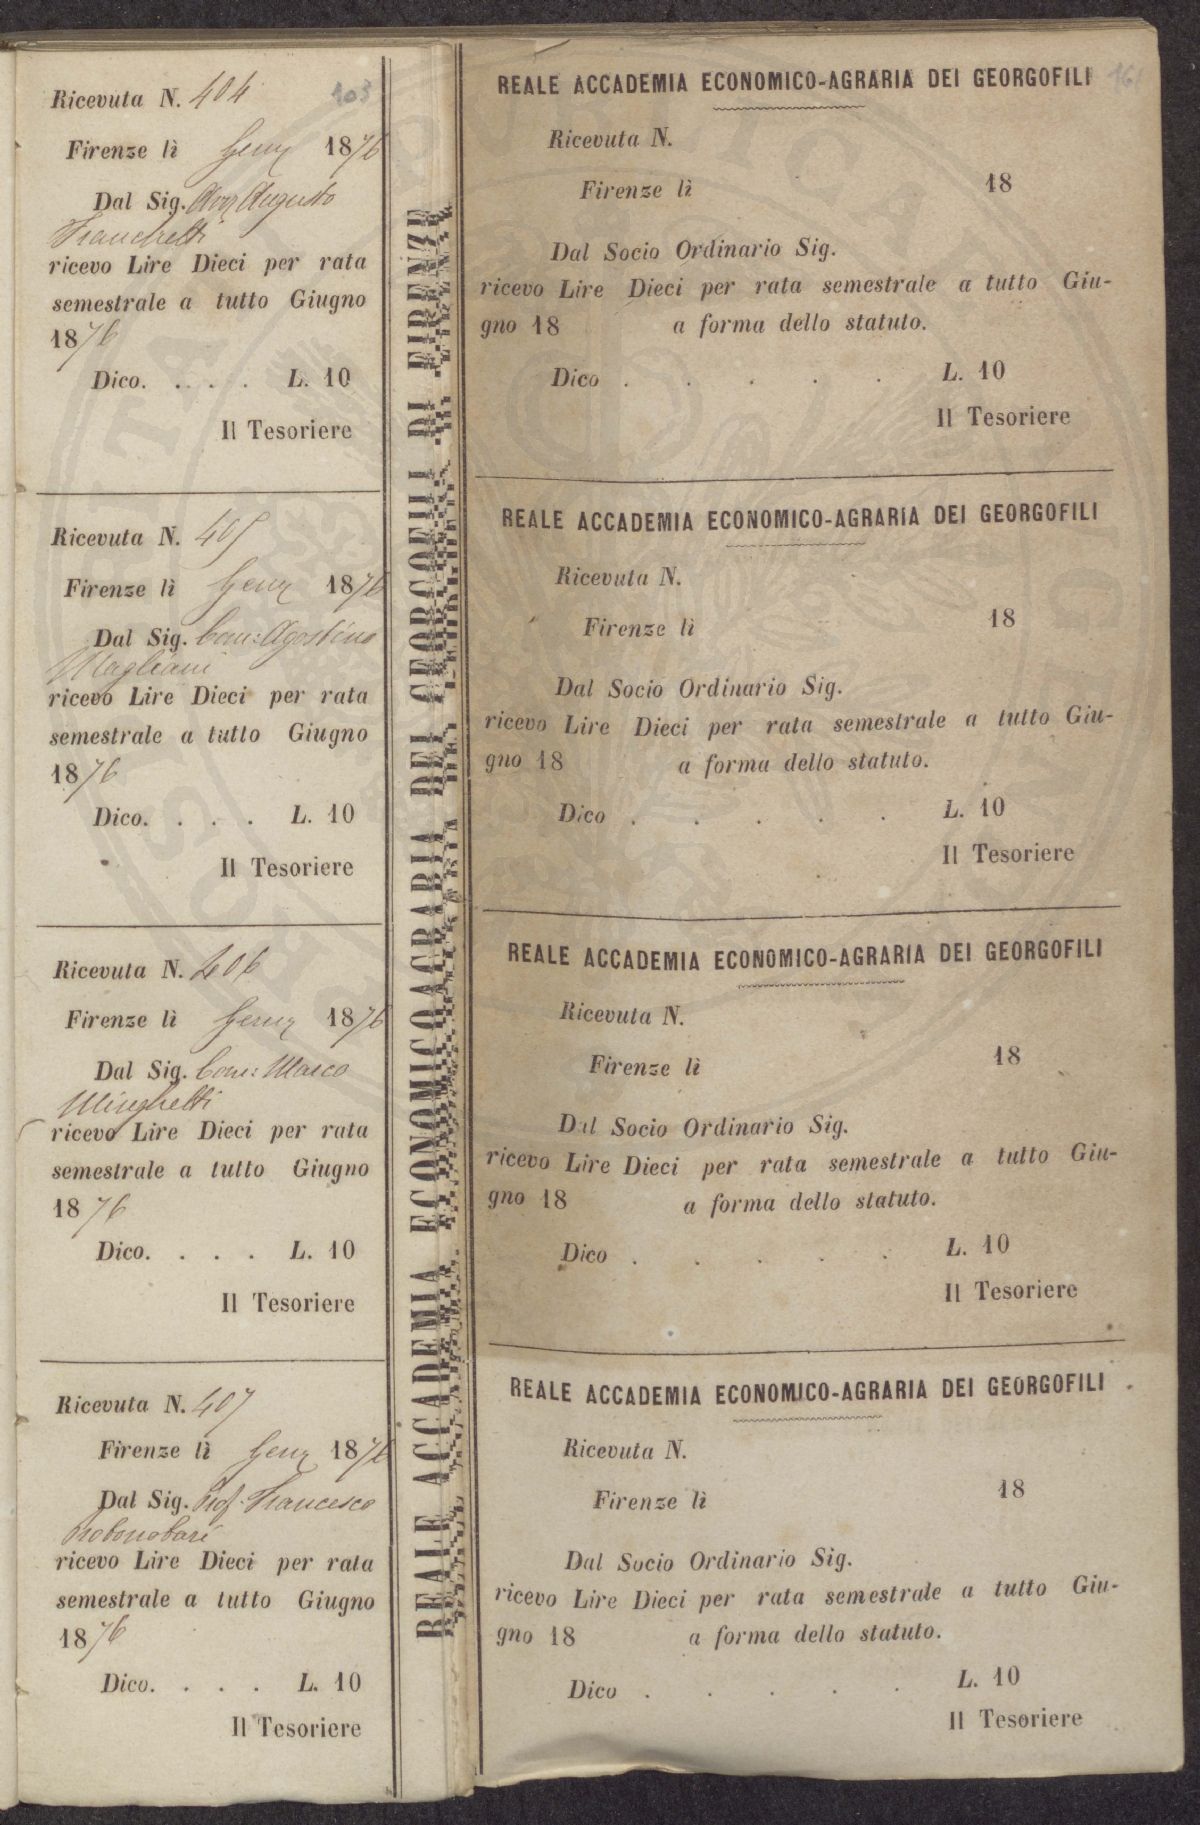 Ricevuta N. 404
103
Firenze lì Genn 1876
Dal Sig. Avv Augusto
Franchetti
ricevo Lire Dieci per rata
semestrale a tutto Giugno
1876
Dico. . . . . L. 10
Il Tesoriere
Ricevuta N. 405
Firenze lì Genn 1876
Dal Sig. Com: Agostino
Magliani
ricevo Lire Dieci per rata
semestrale a tutto Giugno
1876
Dico. . . . L. 10
Il Tesoriere
Ricevuta N. 406
Firenze lì Genn 1876
Dal Sig. Com: Marco
Minghetti
ricevo Lire Dieci per rata
semestrale a tutto Giugno
1876
Dico. . . . L. 10
Il Tesoriere
Ricevuta N. 407
Firenze lì Genn 1876
Dal Sig. Prof. Francesco
ricevo Lire Dieci per rata
semestrale a tutto Giugno
1876
Dico. . . . L. 10
Il Tesoriere
REALE ACCADEMIA ECONOMICO AGRARIA DEI GEORGOFILI DI FIRENZE
REALE ACCADEMIA ECONOMICO-AGRARIA DEI GEORGOFILI
Ricevuta N.
Firenze lì 18
Dal Socio Ordinario Sig.
ricevo Lire Dieci per rata semestrale a tutto Giu-
gno 18 a forma dello statuto.
Dico . . . . . L. 10
Il Tesoriere
REALE ACCADEMIA ECONOMICO-AGRARIA DEI GEORGOFILI
Ricevuta N.
Firenze lì 18
Dal Socio Ordinario Sig.
ricevo Lire Dieci per rata semestrale a tutto Giu-
gno 18 a forma dello statuto.
Dico . . . . . L. 10
Il Tesoriere
REALE ACCADEMIA ECONOMICO-AGRARIA DEI GEORGOFILI
Ricevuta N.
Firenze lì 18
Dal Socio Ordinario Sig.
ricevo Lire Dieci per rata semestrale a tutto Giu-
gno 18 a forma dello statuto.
Dico . . . . . L. 10
Il Tesoriere
REALE ACCADEMIA ECONOMICO-AGRARIA DEI GEORGOFILI
Ricevuta N.
Firenze lì 18
Dal Socio Ordinario Sig.
ricevo Lire Dieci per rata semestrale a tutto Giu-
gno 18 a forma dello statuto.
Dico . . . . . L. 10
Il Tesoriere